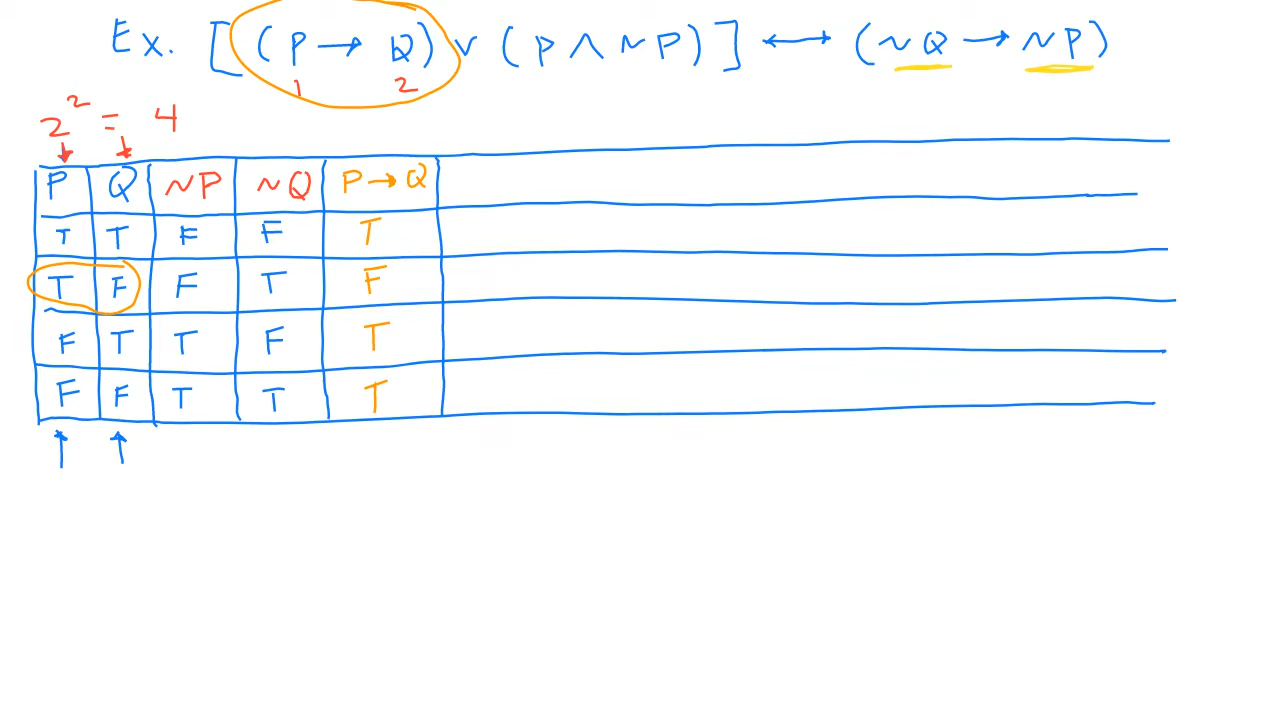 Ex. [(P → Q) ∨ (P ∧ ~P)] ↔ (~Q → ~P)
1 2
2² = 4
P Q ~P ~Q P → Q
T T F F T
T F F T F
F T T F T
F F T T T